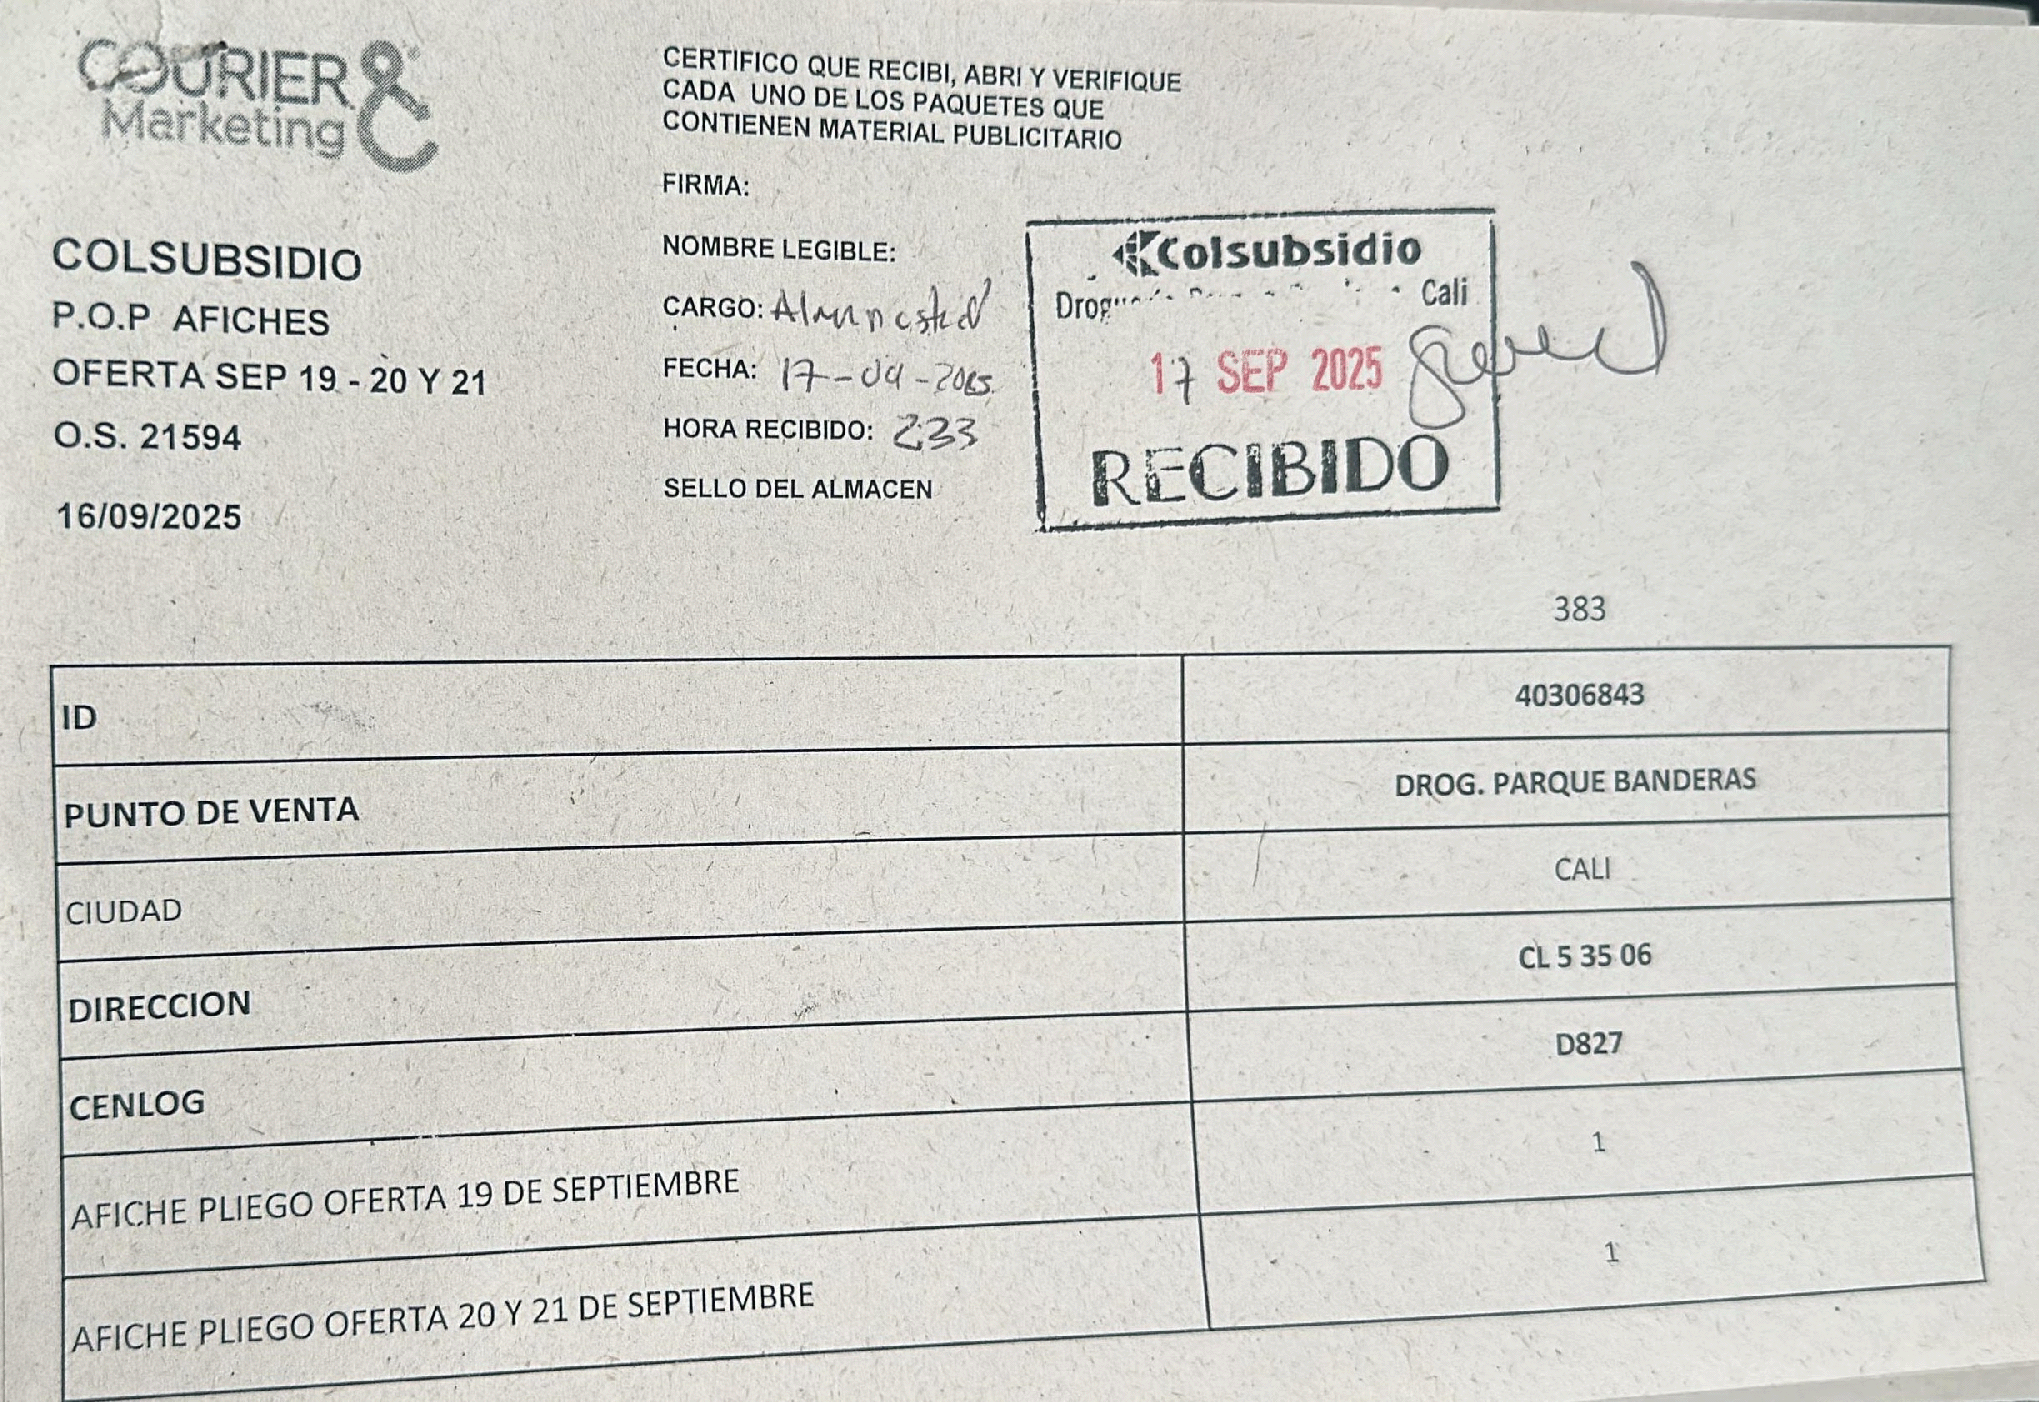 COURIER
Marketing
COLSUBSIDIO
P.O.P AFICHES
OFERTA SEP 19 - 20 Y 21
O.S. 21594
16/09/2025
CERTIFICO QUE RECIBI, ABRI Y VERIFIQUE
CADA UNO DE LOS PAQUETES QUE
CONTIENEN MATERIAL PUBLICITARIO
FIRMA:
NOMBRE LEGIBLE:
CARGO:
FECHA: 17-09-2025
HORA RECIBIDO: 233
SELLO DEL ALMACEN
Colsubsidio
Cali
17 SEP 2025
RECIBIDO
383
ID 40306843
PUNTO DE VENTA DROG. PARQUE BANDERAS
CIUDAD CALI
DIRECCION CL 5 35 06
CENLOG D827
AFICHE PLIEGO OFERTA 19 DE SEPTIEMBRE 1
AFICHE PLIEGO OFERTA 20 Y 21 DE SEPTIEMBRE 1